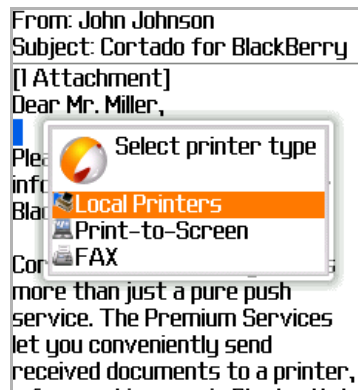 From: John Johnson
Subject: Cortado for BlackBerry
[1 Attachment]
Dear Mr. Miller,
Select printer type
Local Printers
Print-to-Screen
FAX
more than just a pure push
service. The Premium Services
let you conveniently send
received documents to a printer,